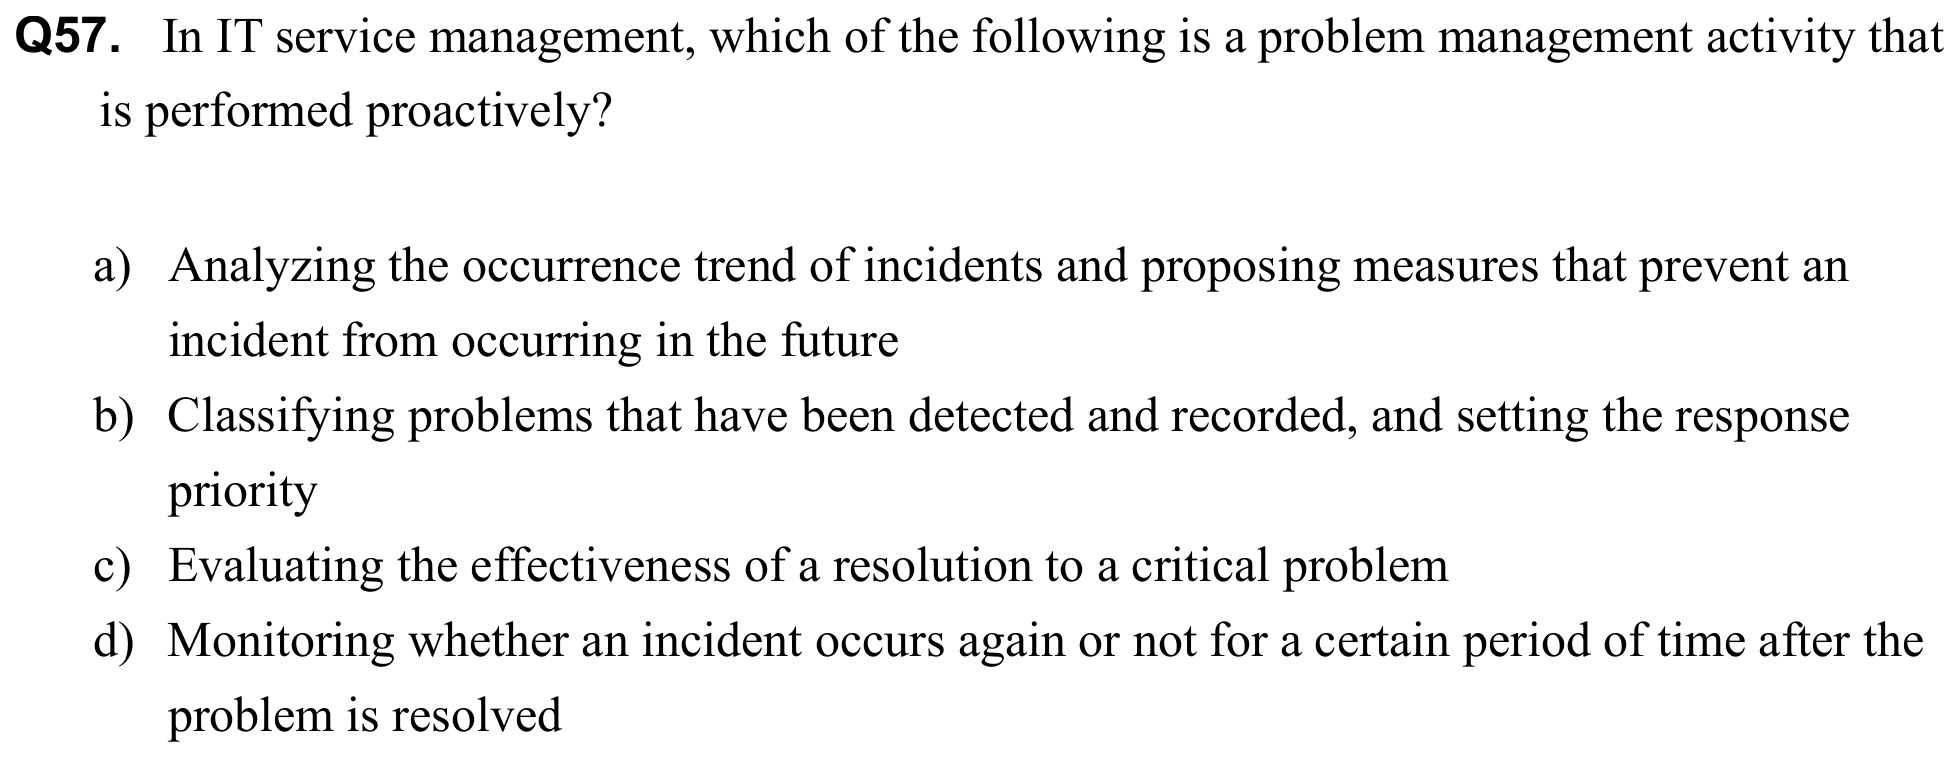 Q57. In IT service management, which of the following is a problem management activity that
is performed proactively?
a) Analyzing the occurrence trend of incidents and proposing measures that prevent an
incident from occurring in the future
b) Classifying problems that have been detected and recorded, and setting the response
priority
c) Evaluating the effectiveness of a resolution to a critical problem
d) Monitoring whether an incident occurs again or not for a certain period of time after the
problem is resolved